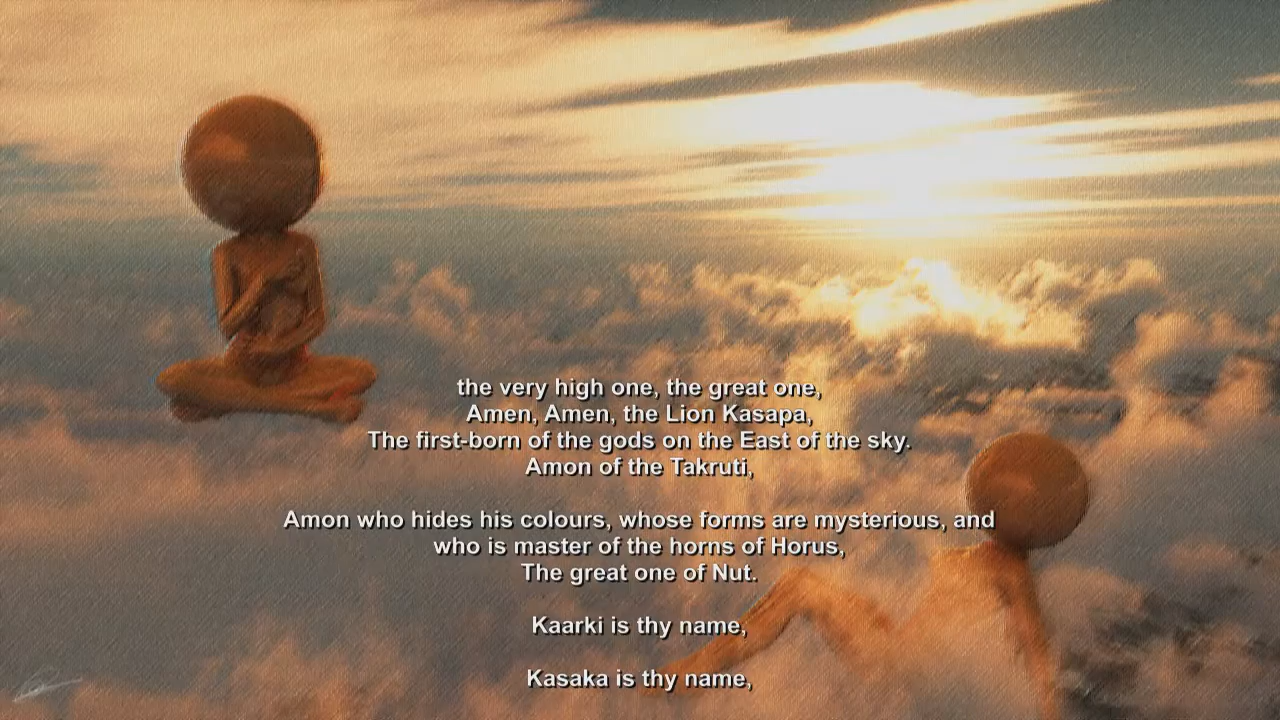 the very high one, the great one,
Amen, Amen, the Lion Kasapa,
The first-born of the gods on the East of the sky.
Amon of the Takruti,
Amon who hides his colours, whose forms are mysterious, and
who is master of the horns of Horus,
The great one of Nut.
Kaarki is thy name,
Kasaka is thy name,